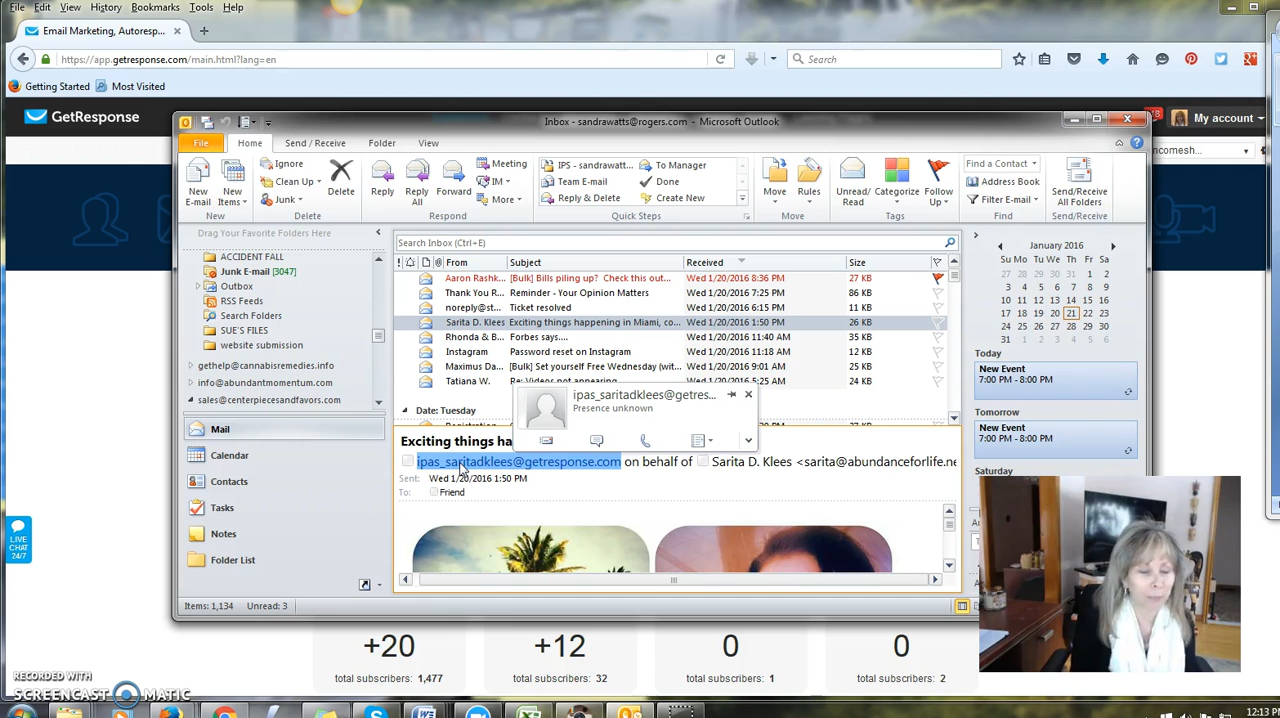 File Edit View History Bookmarks Tools Help
Email Marketing, Autoresp...
https://app.getresponse.com/main.html?lang=en
Search
Getting Started Most Visited
GetResponse
My account
Inbox - sandrawatts@rogers.com - Microsoft Outlook
File Home Send / Receive Folder View
New E-mail
New Items
New
Ignore
Clean Up
Junk
Delete
Delete
Reply
Reply All
Forward
Meeting
IM
More
Respond
IPS - sandrawatt...
Team E-mail
Reply & Delete
To Manager
Done
Create New
Quick Steps
Move
Rules
Move
Unread/ Read
Categorize
Follow Up
Tags
Find a Contact
Address Book
Filter E-mail
Find
Send/Receive All Folders
Send/Receive
Drag Your Favorite Folders Here
ACCIDENT FALL
Junk E-mail [3047]
Outbox
RSS Feeds
Search Folders
SUE'S FILES
website submission
gethelp@cannabisremedies.info
info@abundantmomentum.com
sales@centerpiecesandfavors.com
Mail
Calendar
Contacts
Tasks
Notes
Folder List
Items: 1,134 Unread: 3
Search Inbox (Ctrl+E)
From Subject Received Size
Aaron Rashk... [Bulk] Bills piling up? Check this out... Wed 1/20/2016 8:36 PM 27 KB
Thank You R... Reminder - Your Opinion Matters Wed 1/20/2016 7:25 PM 86 KB
noreply@st... Ticket resolved Wed 1/20/2016 6:15 PM 11 KB
Sarita D. Klees Exciting things happening in Miami, co... Wed 1/20/2016 1:50 PM 26 KB
Rhonda & B... Forbes says.... Wed 1/20/2016 11:40 AM 32 KB
Instagram Password reset on Instagram Wed 1/20/2016 11:18 AM 12 KB
Maximus Da... [Bulk] Set yourself Free Wednesday (wit... Wed 1/20/2016 9:01 AM 25 KB
Tatiana W. Re: Videos not appearing
24 KB
ipas_saritadklees@getres...
Presence unknown
Date: Tuesday
Exciting things ha
ipas_saritadklees@getresponse.com on behalf of Sarita D. Klees <sarita@abundanceforlife.ne
Sent: Wed 1/20/2016 1:50 PM
To: Friend
January 2016
Su Mo Tu We Th Fr Sa
27 28 29 30 31 1 2
3 4 5 6 7 8 9
10 11 12 13 14 15 16
17 18 19 20 21 22 23
24 25 26 27 28 29 30
31 1 2 3 4 5 6
Today
New Event
7:00 PM - 8:00 PM
Tomorrow
New Event
7:00 PM - 8:00 PM
Saturday
LIVE CHAT 24/7
+20
+12
0
0
total subscribers: 1,477
total subscribers: 32
total subscribers: 1
total subscribers: 2
RECORDED WITH
SCREENCAST MATIC
12:13 P